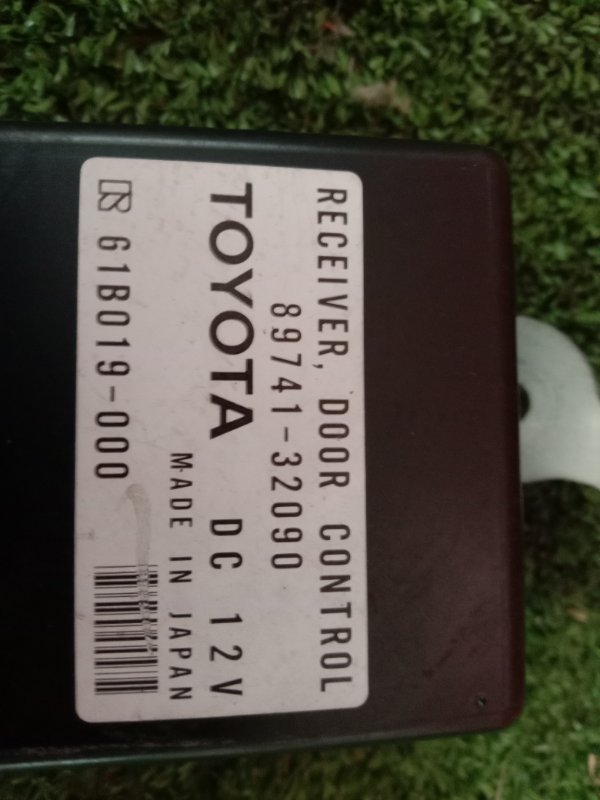 RECEIVER, DOOR CONTROL
89741-32090
TOYOTA DC 12V
MADE IN JAPAN
61B019-000